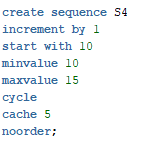 create sequence S4
increment by 1
start with 10
minvalue 10
maxvalue 15
cycle
cache 5
noorder;